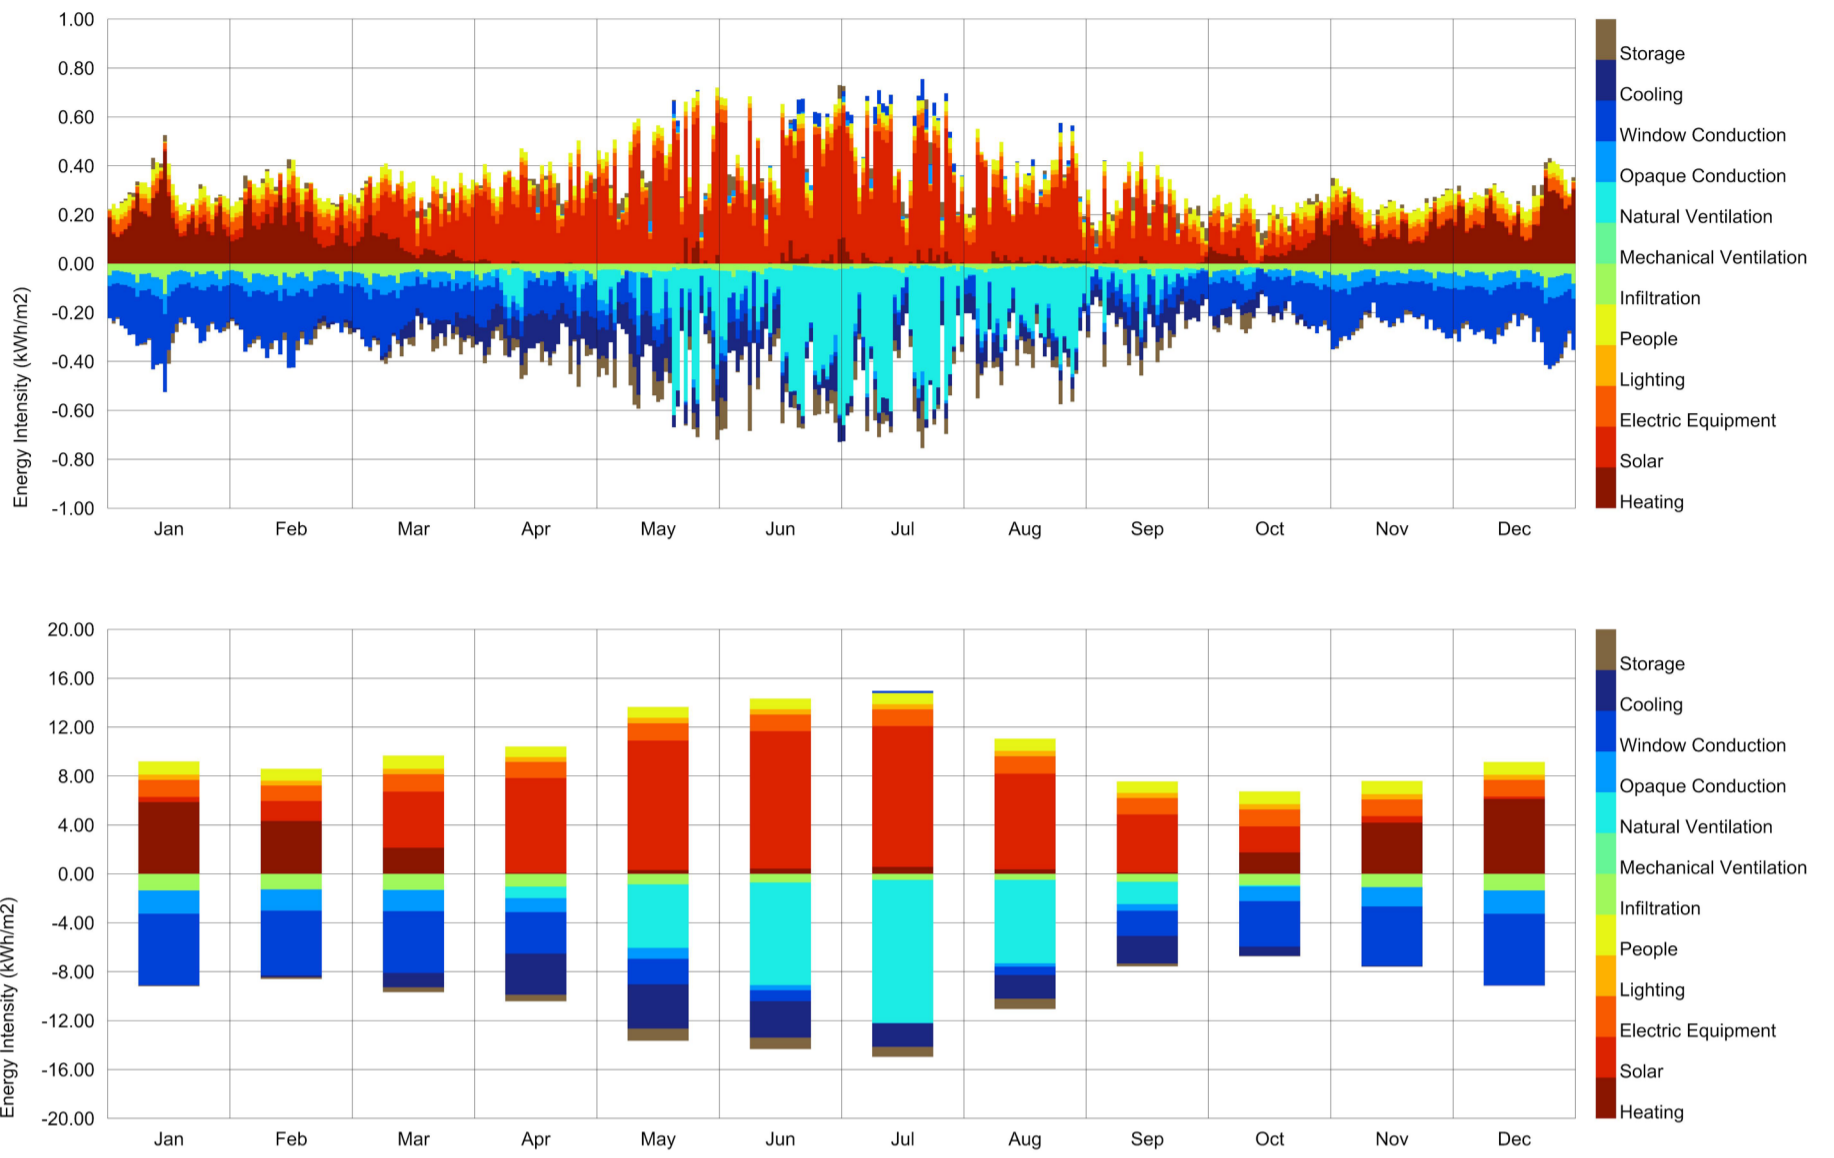 1.00
0.80
0.60
0.40
0.20
0.00
-0.20
-0.40
-0.60
-0.80
-1.00
Energy Intensity (kWh/m2)
Jan Feb Mar Apr May Jun Jul Aug Sep Oct Nov Dec
Storage
Cooling
Window Conduction
Opaque Conduction
Natural Ventilation
Mechanical Ventilation
Infiltration
People
Lighting
Electric Equipment
Solar
Heating
20.00
16.00
12.00
8.00
4.00
0.00
-4.00
-8.00
-12.00
-16.00
-20.00
Energy Intensity (kWh/m2)
Jan Feb Mar Apr May Jun Jul Aug Sep Oct Nov Dec
Storage
Cooling
Window Conduction
Opaque Conduction
Natural Ventilation
Mechanical Ventilation
Infiltration
People
Lighting
Electric Equipment
Solar
Heating